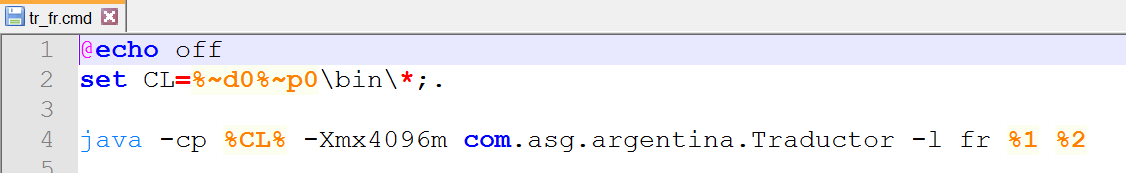 tr_fr.cmd
1 @echo off
2 set CL=%~d0%~p0\bin\*;.
3
4 java -cp %CL% -Xmx4096m com.asg.argentina.Traductor -l fr %1 %2
5